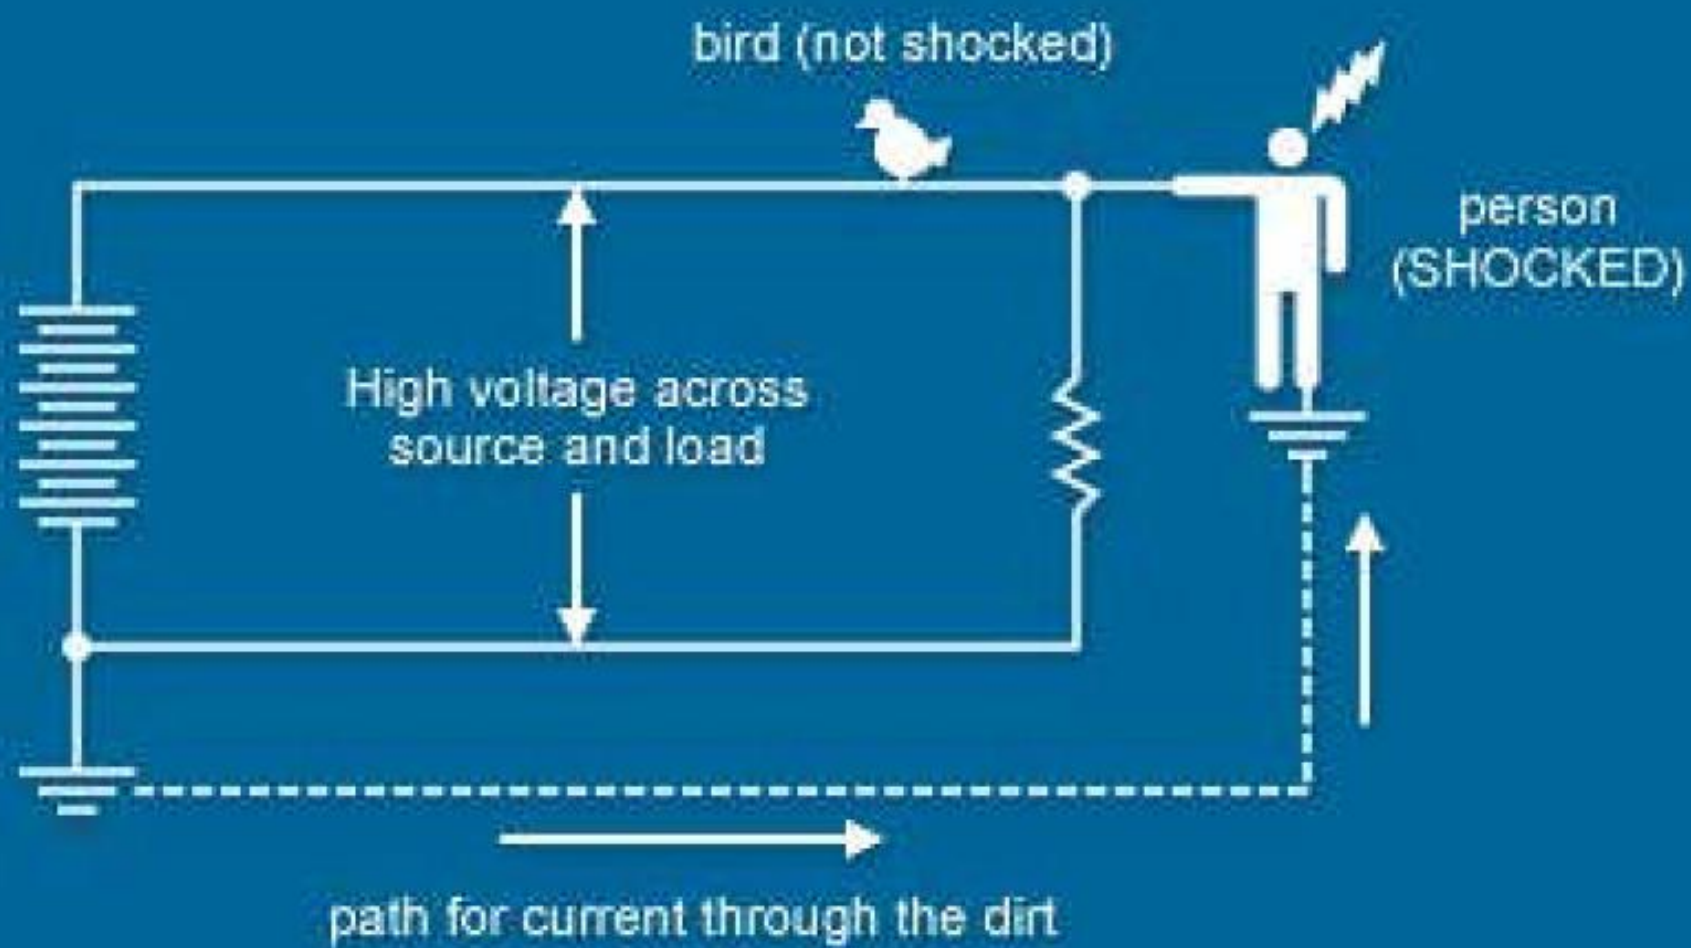 bird (not shocked)
person
(SHOCKED)
High voltage across
source and load
path for current through the dirt